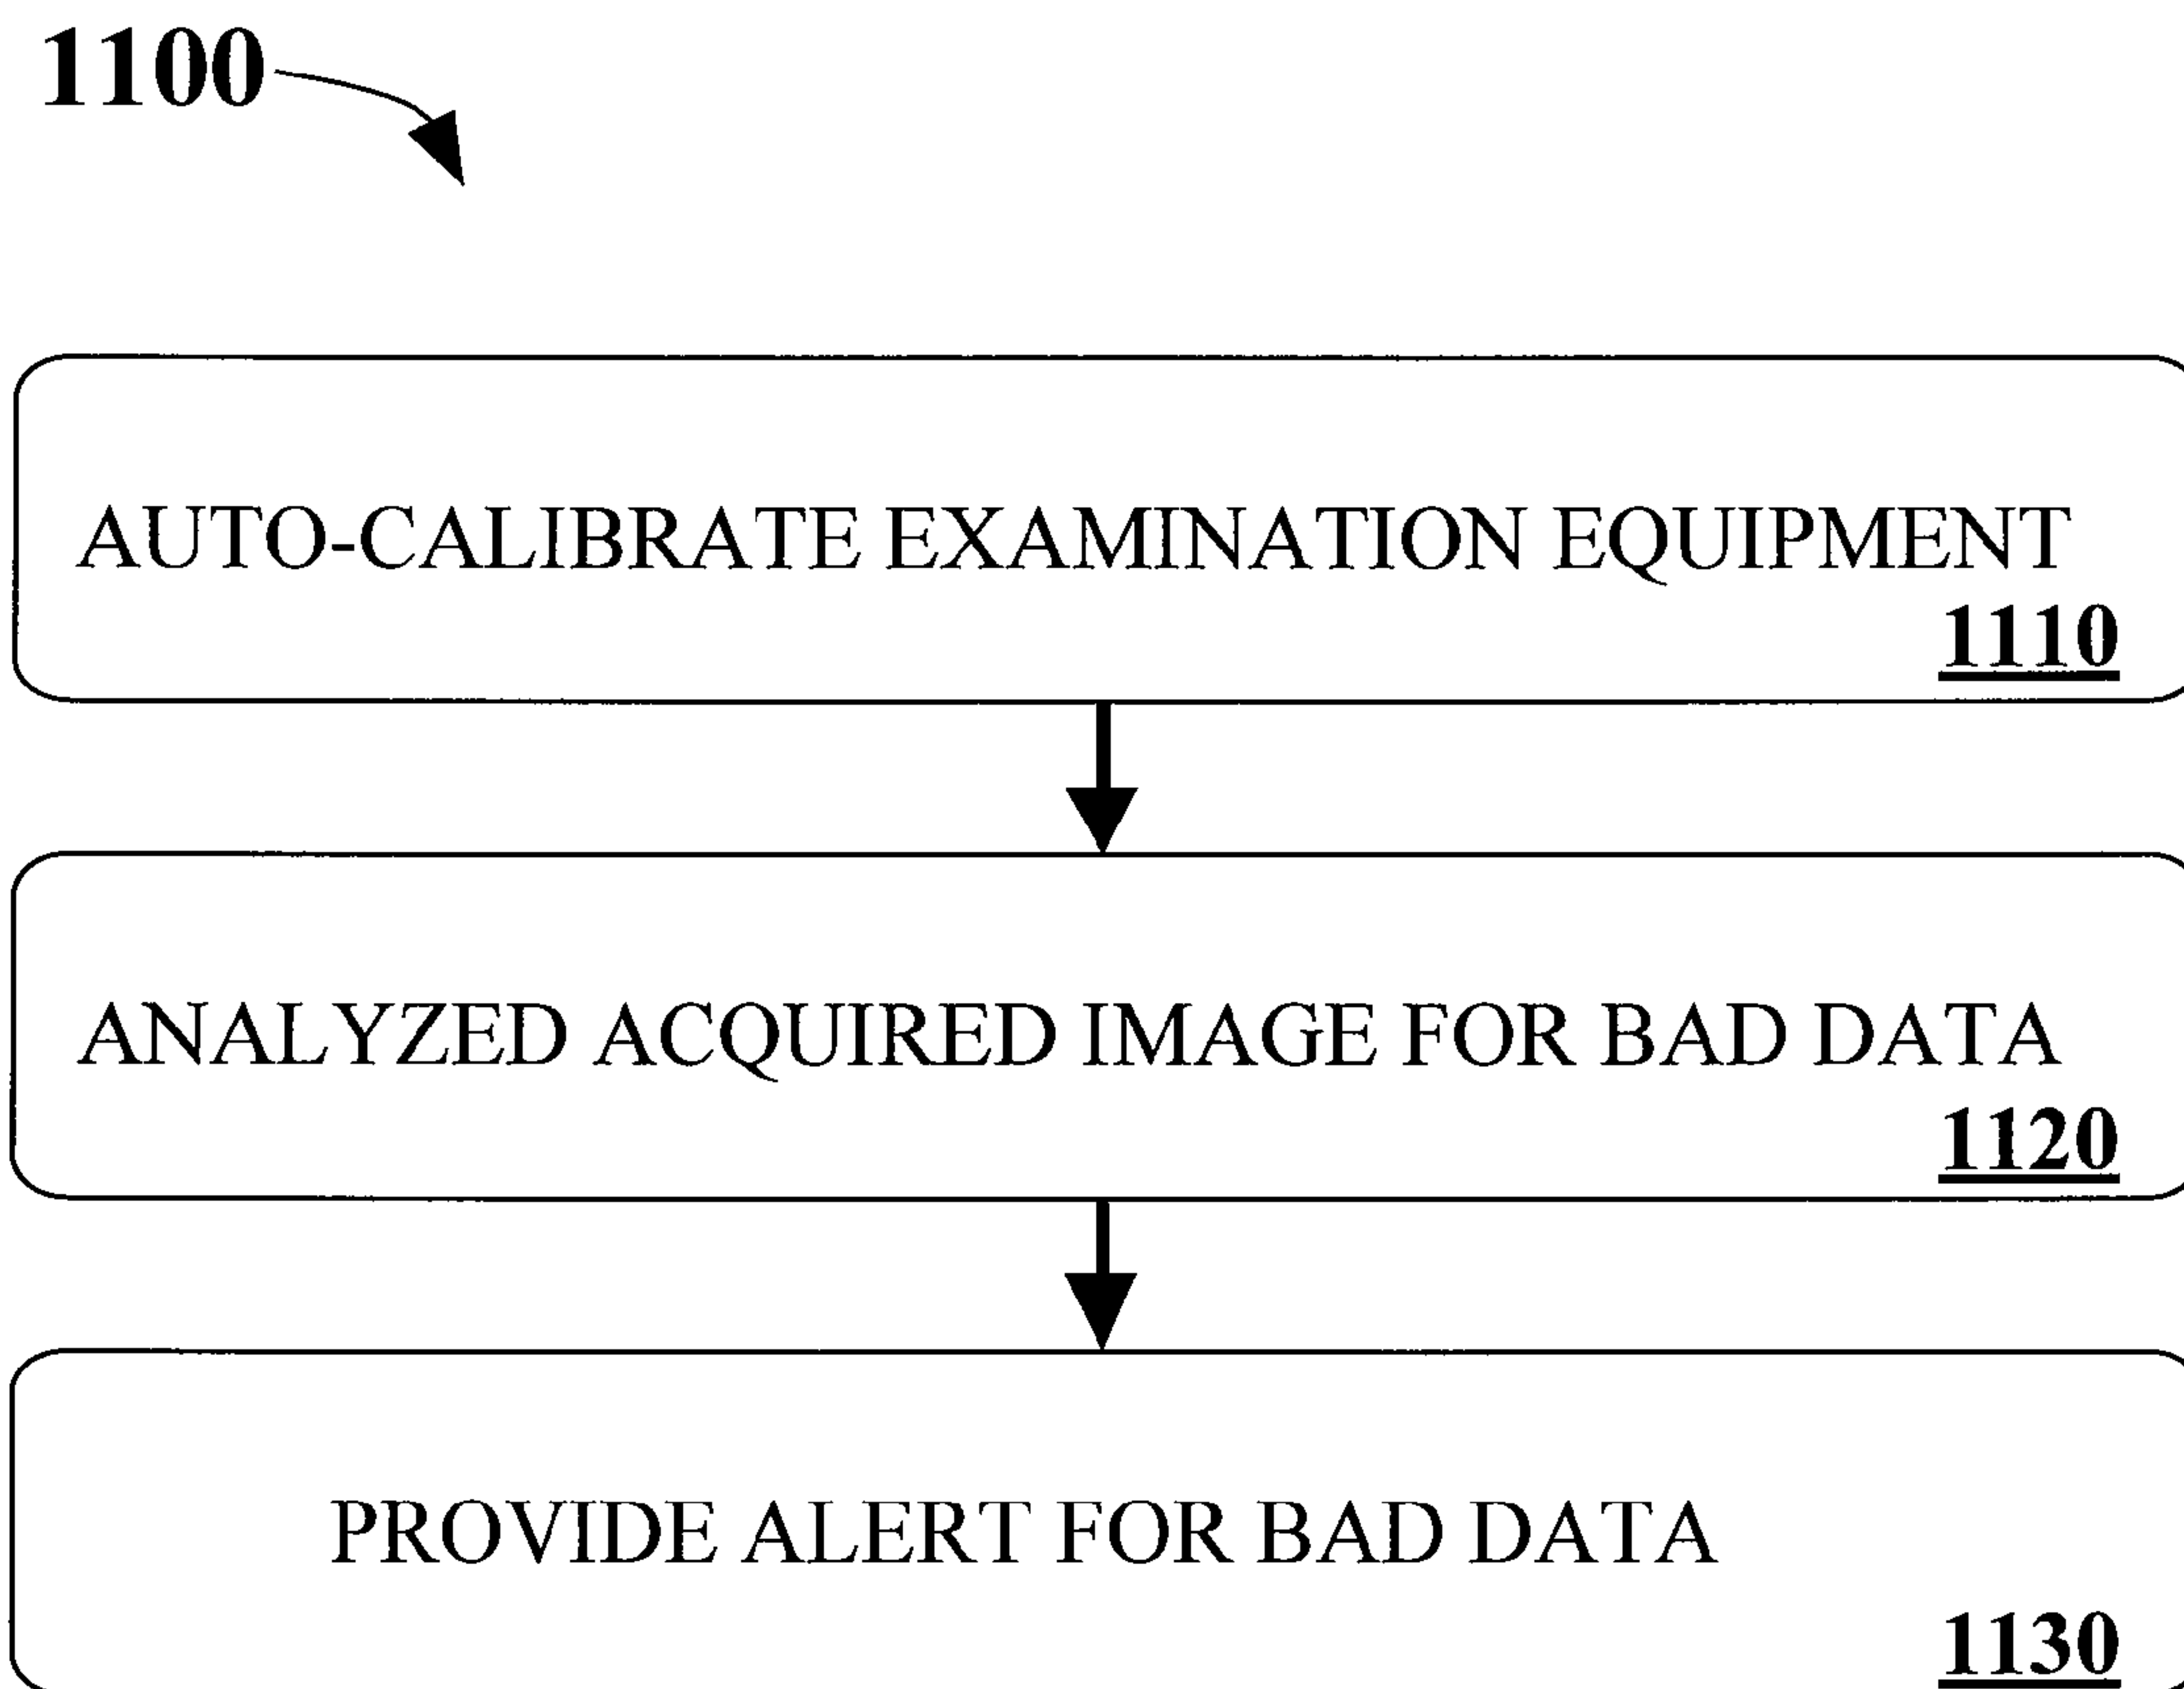 1100
AUTO-CALIBRATE EXAMINATION EQUIPMENT
1110
ANALYZED ACQUIRED IMAGE FOR BAD DATA
1120
PROVIDE ALERT FOR BAD DATA
1130